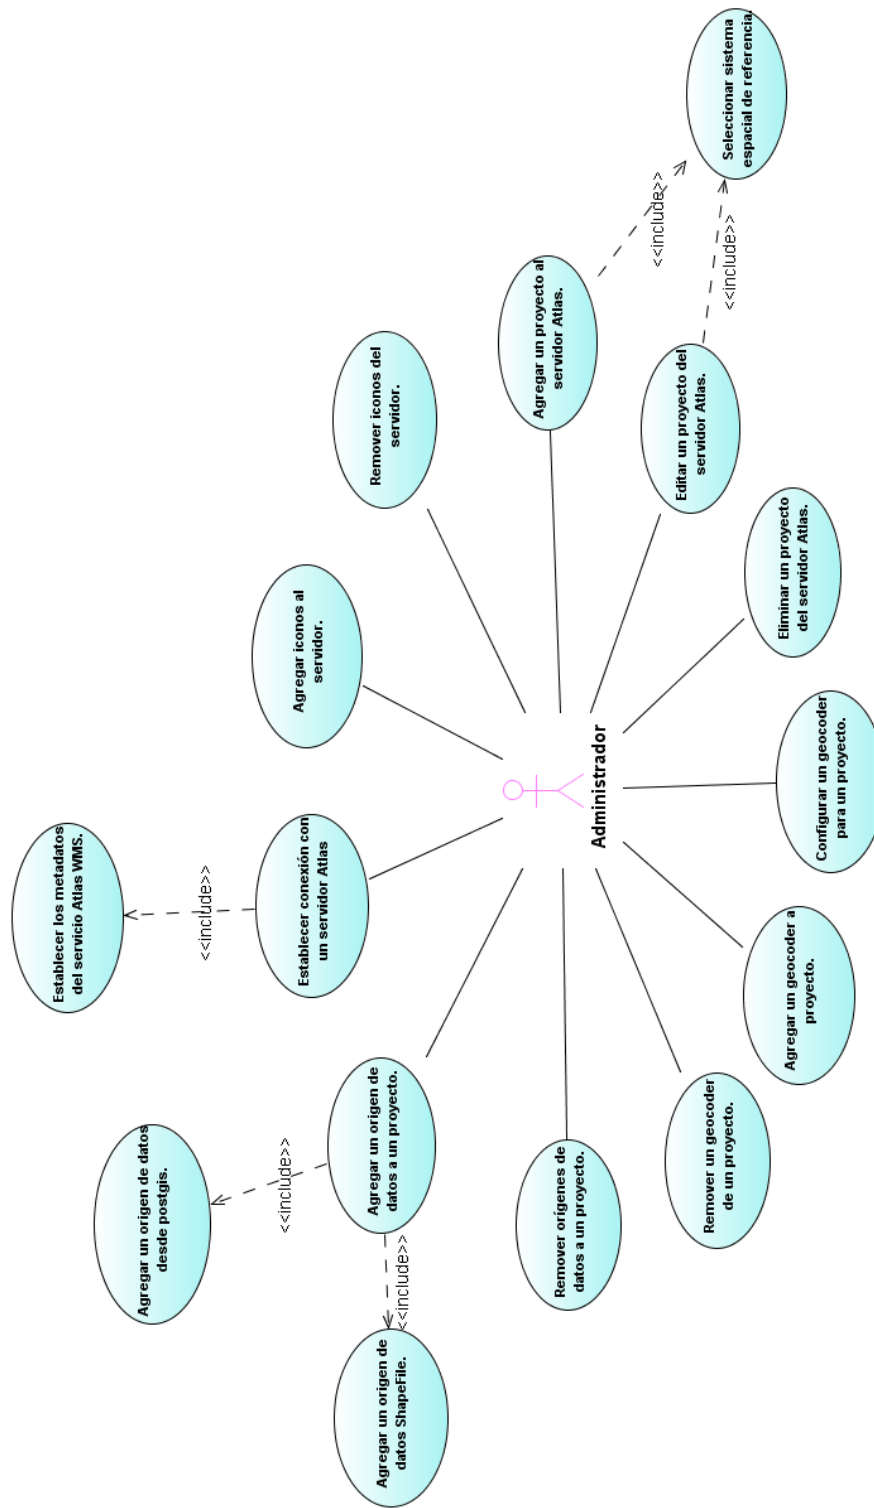 Establecer los metadatos
del servicio Atlas WMS.
<<include>>
Agregar un origen de datos
desde postgis.
<<include>>
Agregar un origen de
datos ShapeFile.
<<include>>
Agregar un origen de
datos a un proyecto.
Establecer conexión con
un servidor Atlas
Agregar iconos al
servidor.
Remover iconos del
servidor.
Agregar un proyecto al
servidor Atlas.
<<include>>
Seleccionar sistema
espacial de referencia.
<<include>>
Editar un proyecto del
servidor Atlas.
Administrador
Remover orígenes de
datos a un proyecto.
Remover un geocoder
de un proyecto.
Agregar un geocoder a
proyecto.
Configurar un geocoder
para un proyecto.
Eliminar un proyecto
del servidor Atlas.